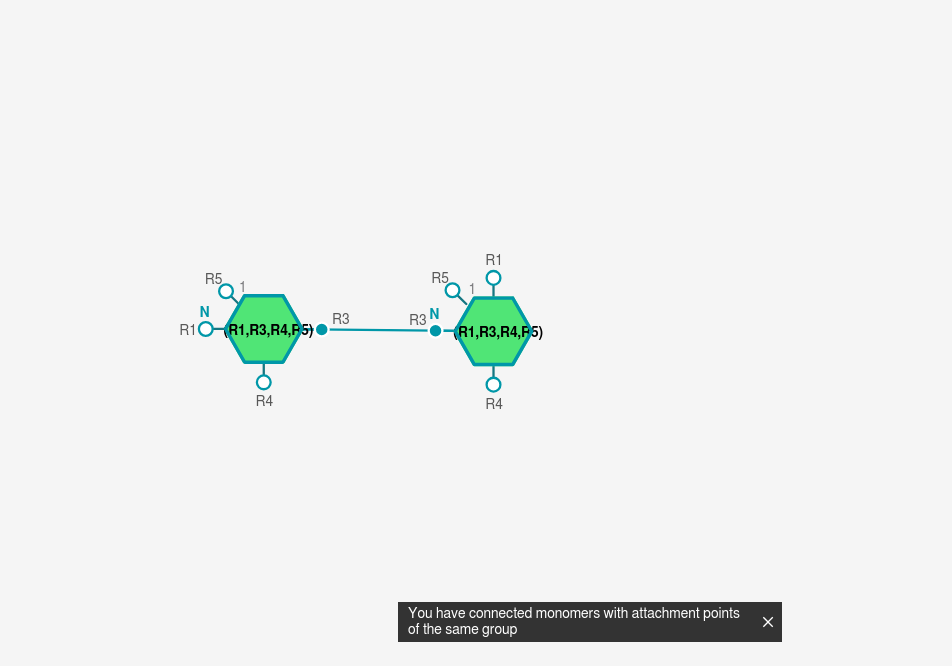 R1
R5
1
R5
1
N
R3
R3
N
R1
(R1,R3,R4,R5)
(R1,R3,R4,R5)
R4
R4
You have connected monomers with attachment points
of the same group